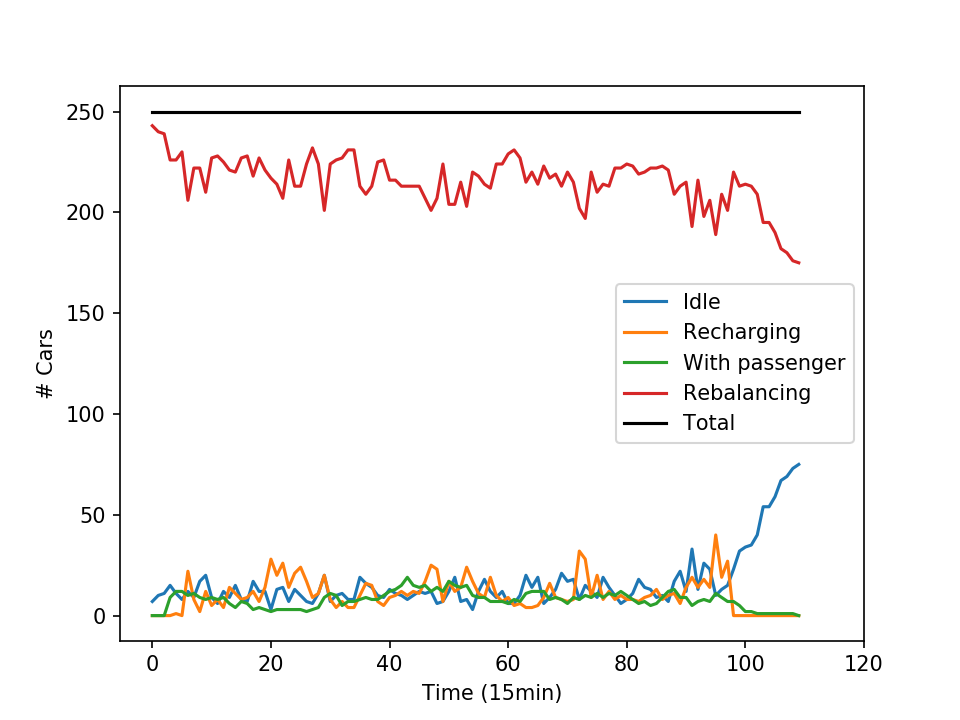 250
200
150
100
50
0
# Cars
Idle
Recharging
With passenger
Rebalancing
Total
0 20 40 60 80 100 120
Time (15min)